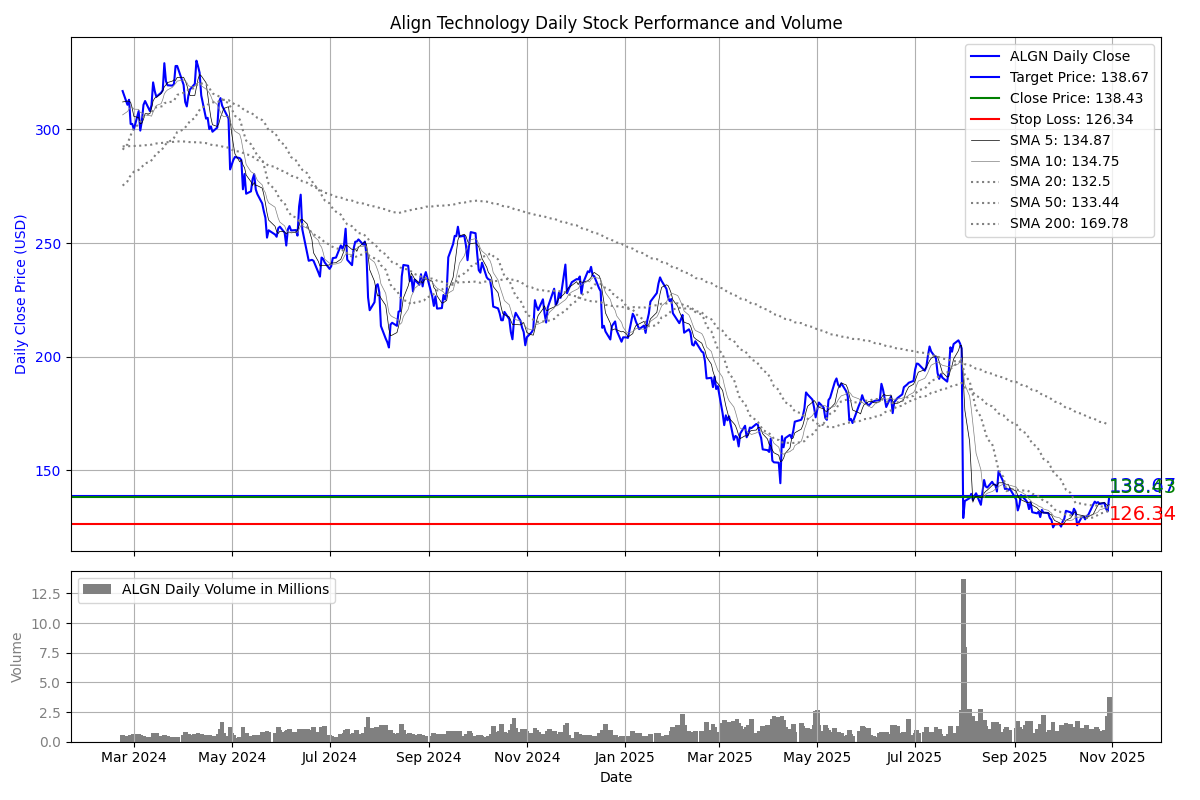 Align Technology Daily Stock Performance and Volume
ALGN Daily Close
Target Price: 138.67
Close Price: 138.43
Stop Loss: 126.34
SMA 5: 134.87
SMA 10: 134.75
SMA 20: 132.5
SMA 50: 133.44
SMA 200: 169.78
Daily Close Price (USD)
300
250
200
150
138.67
138.43
126.34
ALGN Daily Volume in Millions
Volume
12.5
10.0
7.5
5.0
2.5
0.0
Mar 2024 May 2024 Jul 2024 Sep 2024 Nov 2024 Jan 2025 Mar 2025 May 2025 Jul 2025 Sep 2025 Nov 2025
Date